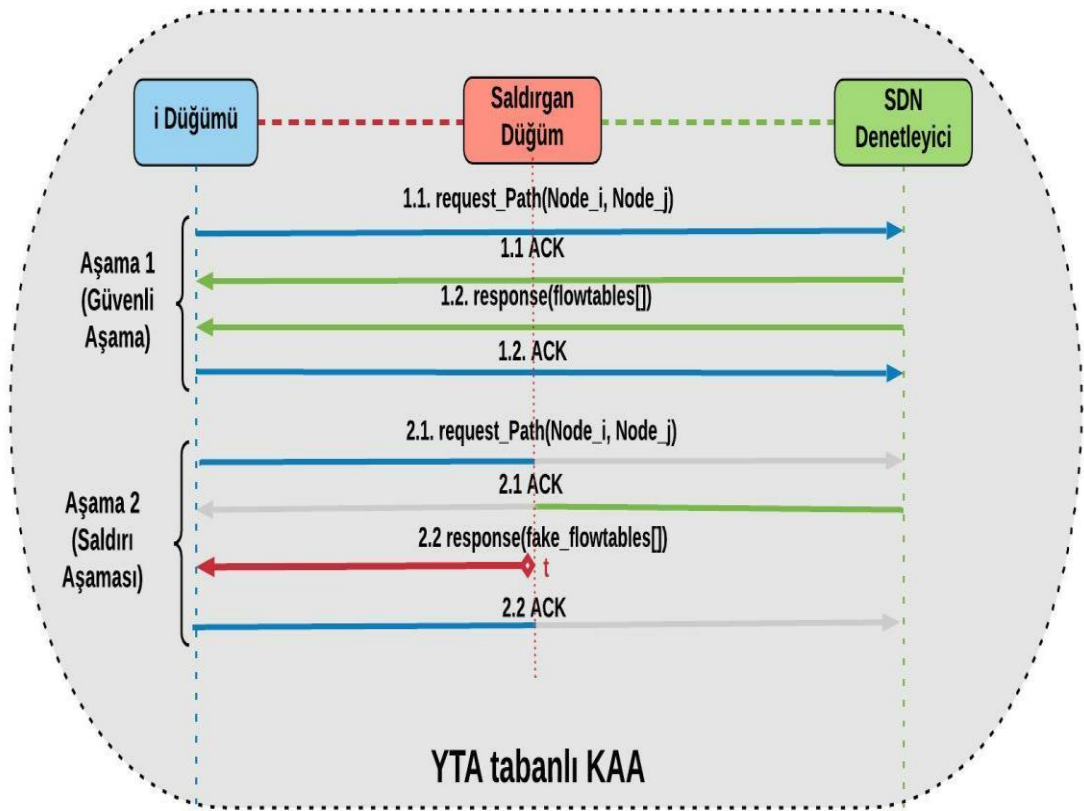 i Düğümü
Saldırgan
Düğüm
SDN
Denetleyici
1.1. request_Path(Node_i, Node_j)
1.1 ACK
1.2. response(flowtables[])
1.2. ACK
Aşama 1
(Güvenli
Aşama)
2.1. request_Path(Node_i, Node_j)
2.1 ACK
2.2 response(fake_flowtables[])
t
2.2 ACK
Aşama 2
(Saldırı
Aşaması)
YTA tabanlı KAA